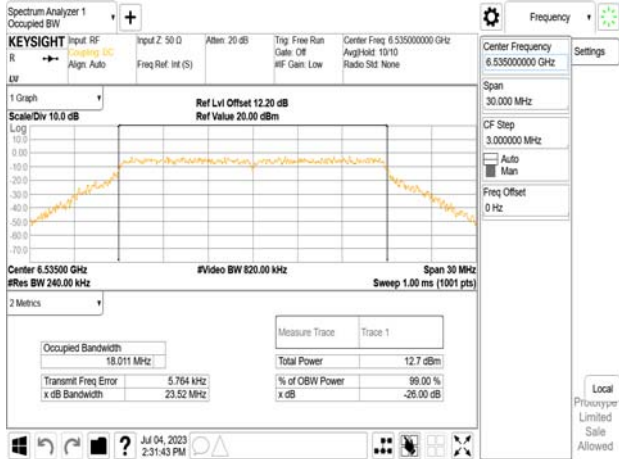 Spectrum Analyzer 1
Occupied BW
Frequency
KEYSIGHT
R
Input: RF
Coupling: DC
Align: Auto
Input Z: 50 Ω
Freq Ref: Int (S)
Atten: 20 dB
Trig: Free Run
Gate: Off
#IF Gain: Low
Center Freq: 6.535000000 GHz
Avg|Hold: 10/10
Radio Std: None
Center Frequency
6.535000000 GHz
Settings
Span
30.000 MHz
CF Step
3.000000 MHz
Auto
Man
Freq Offset
0 Hz
1 Graph
Scale/Div 10.0 dB
Ref Lvl Offset 12.20 dB
Ref Value 20.00 dBm
Log
10.0
0.00
-10.0
-20.0
-30.0
-40.0
-50.0
-60.0
-70.0
Center 6.53500 GHz
#Res BW 240.00 kHz
#Video BW 820.00 kHz
Span 30 MHz
Sweep 1.00 ms (1001 pts)
2 Metrics
Measure Trace
Trace 1
Occupied Bandwidth
18.011 MHz
Total Power
12.7 dBm
Transmit Freq Error
5.764 kHz
% of OBW Power
99.00 %
x dB Bandwidth
23.52 MHz
x dB
-26.00 dB
Local
Prototype
Limited
Sale
Allowed
?
Jul 04, 2023
2:31:43 PM